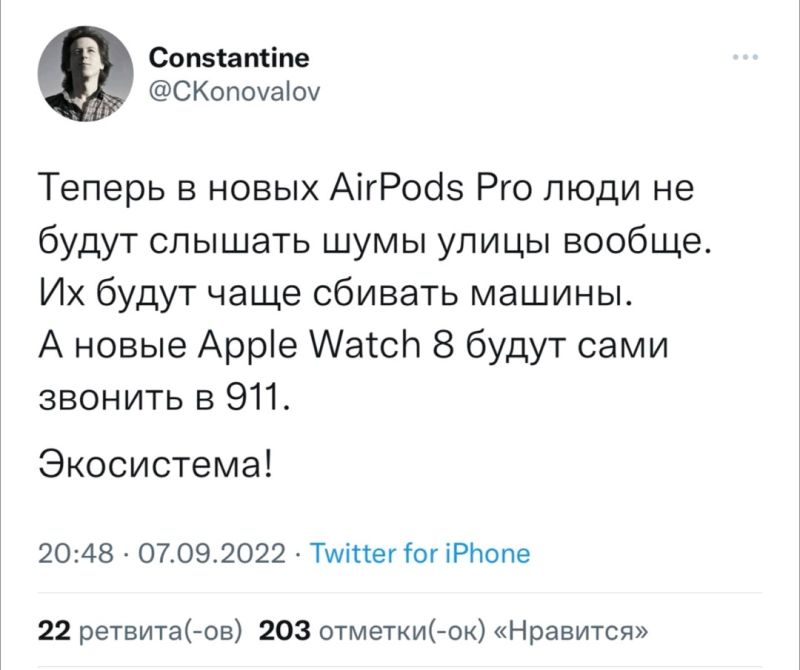 Constantine
@CKonovalov
Теперь в новых AirPods Pro люди не
будут слышать шумы улицы вообще.
Их будут чаще сбивать машины.
А новые Apple Watch 8 будут сами
звонить в 911.
Экосистема!
20:48 · 07.09.2022 · Twitter for iPhone
22 ретвита(-ов) 203 отметки(-ок) «Нравится»